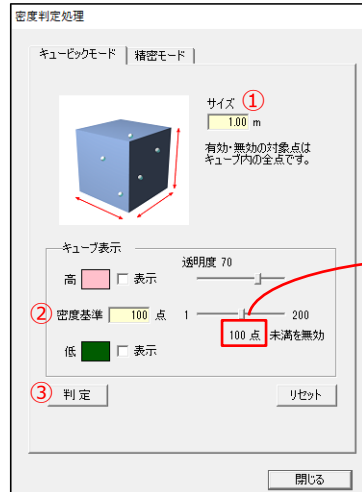 密度判定処理
キュービックモード 精密モード
サイズ ①
1.00 m
有効・無効の対象点は
キューブ内の全点です。
キューブ表示
透明度 70
高 表示
② 密度基準 100 点 1 200
100 点 未満を無効
低 表示
③ 判定 リセット
閉じる